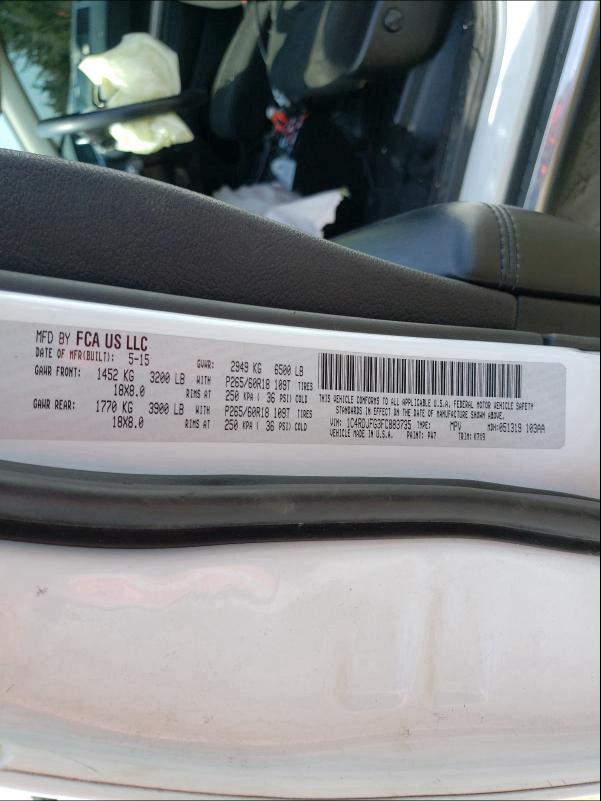 MFD BY FCA US LLC
DATE OF MFR(BUILT): 5-15 GVWR: 2949 KG 6500 LB
GAWR FRONT: 1452 KG 3200 LB WITH P265/60R18 109T TIRES
18X8.0 RIMS AT 250 KPA ( 36 PSI) COLD
GAWR REAR: 1770 KG 3900 LB WITH P265/60R18 109T TIRES
18X8.0 RIMS AT 250 KPA ( 36 PSI) COLD
THIS VEHICLE CONFORMS TO ALL APPLICABLE U.S.A. FEDERAL MOTOR VEHICLE SAFETY
STANDARDS IN EFFECT ON THE DATE OF MANUFACTURE SHOWN ABOVE.
VIN: 1C4RDJFG3FC883735 TYPE: MPV MDH:051319 103AA
VEHICLE MADE IN U.S.A. PAINT: PW7 TRIM:K7X9